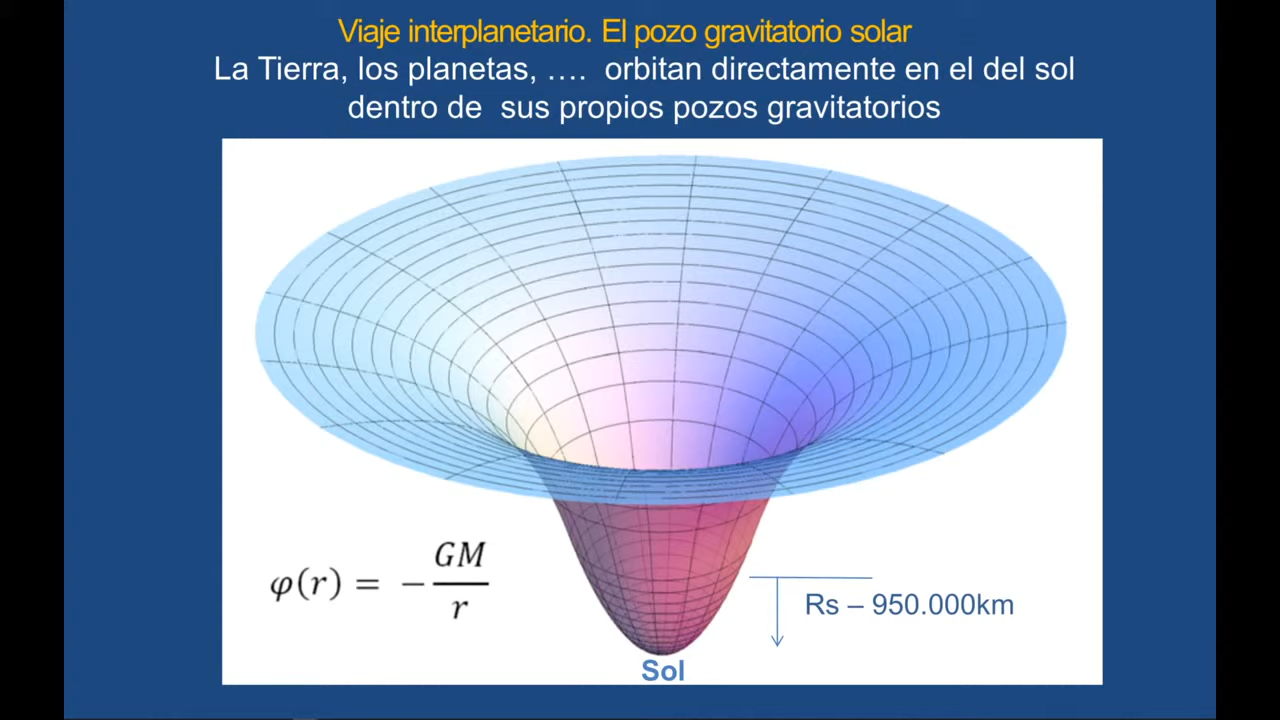 Viaje interplanetario. El pozo gravitatorio solar
La Tierra, los planetas, …. orbitan directamente en el del sol
dentro de sus propios pozos gravitatorios
φ(r) = − GM / r
Rs – 950.000km
Sol